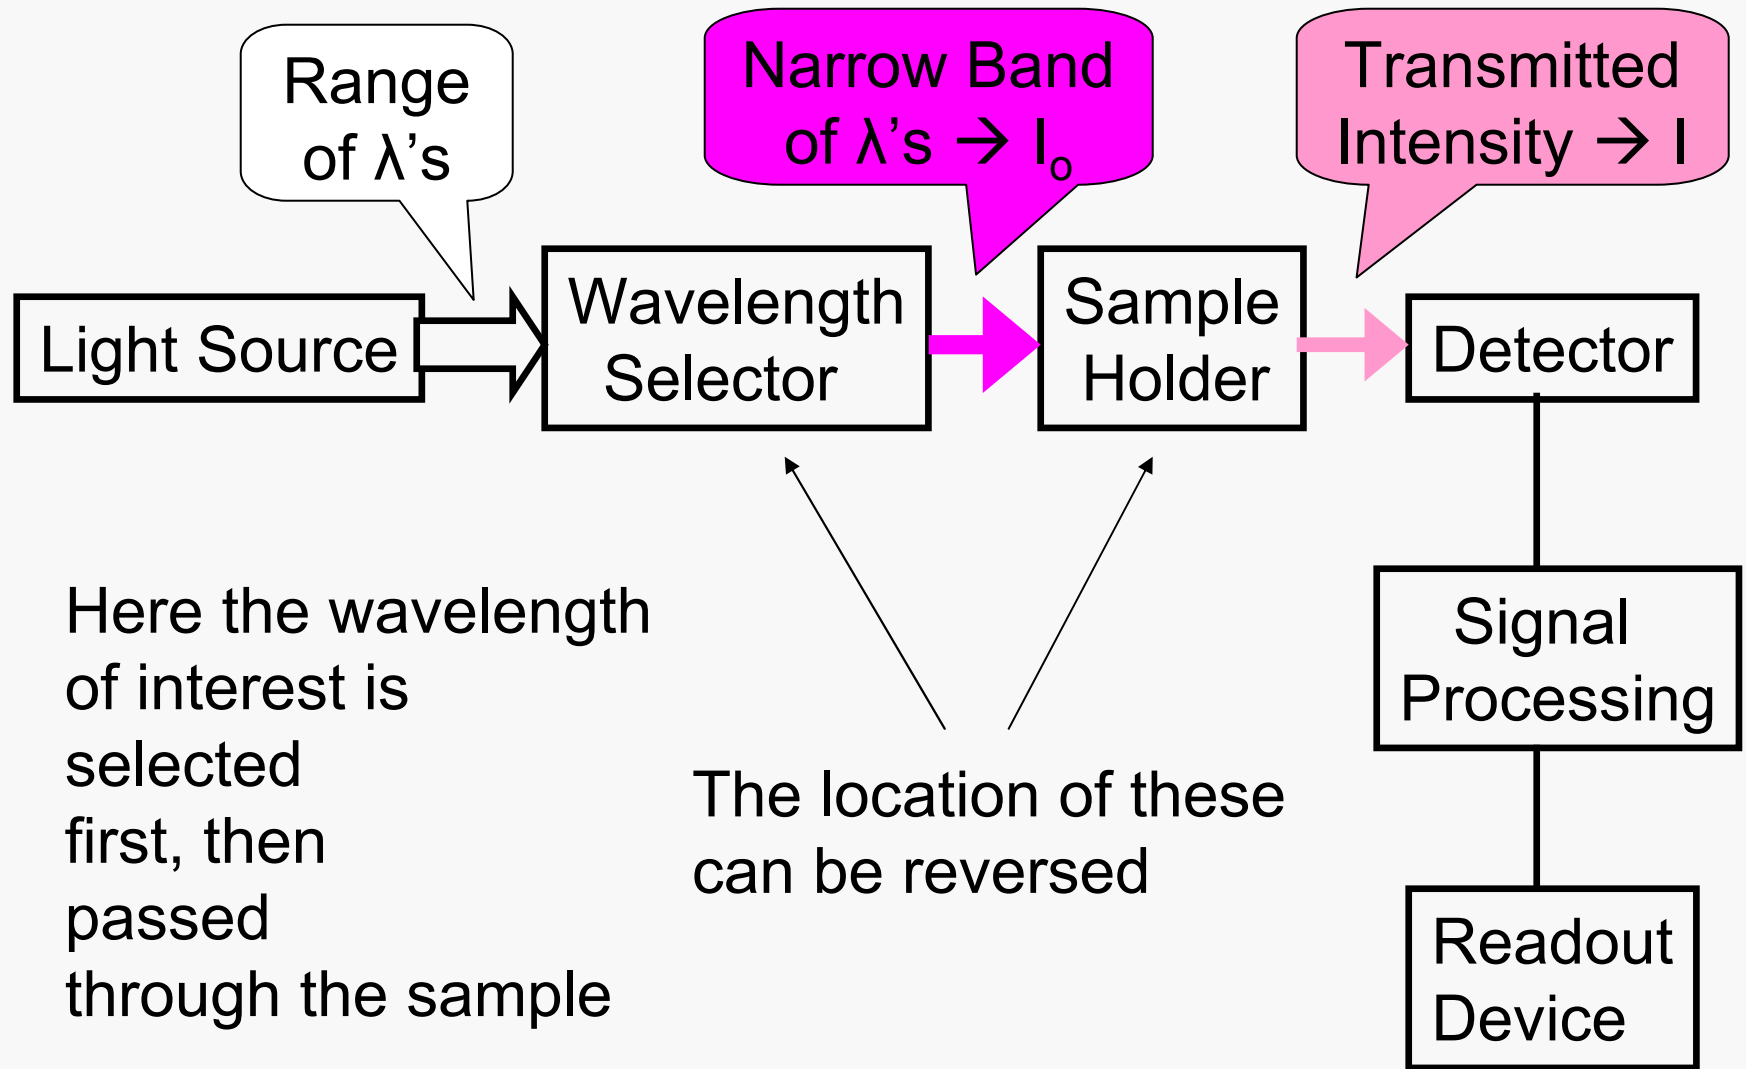 Range
of λ's
Narrow Band
of λ's → Iₒ
Transmitted
Intensity → I
Light Source
Wavelength
Selector
Sample
Holder
Detector
Signal
Processing
Readout
Device
Here the wavelength
of interest is
selected
first, then
passed
through the sample
The location of these
can be reversed